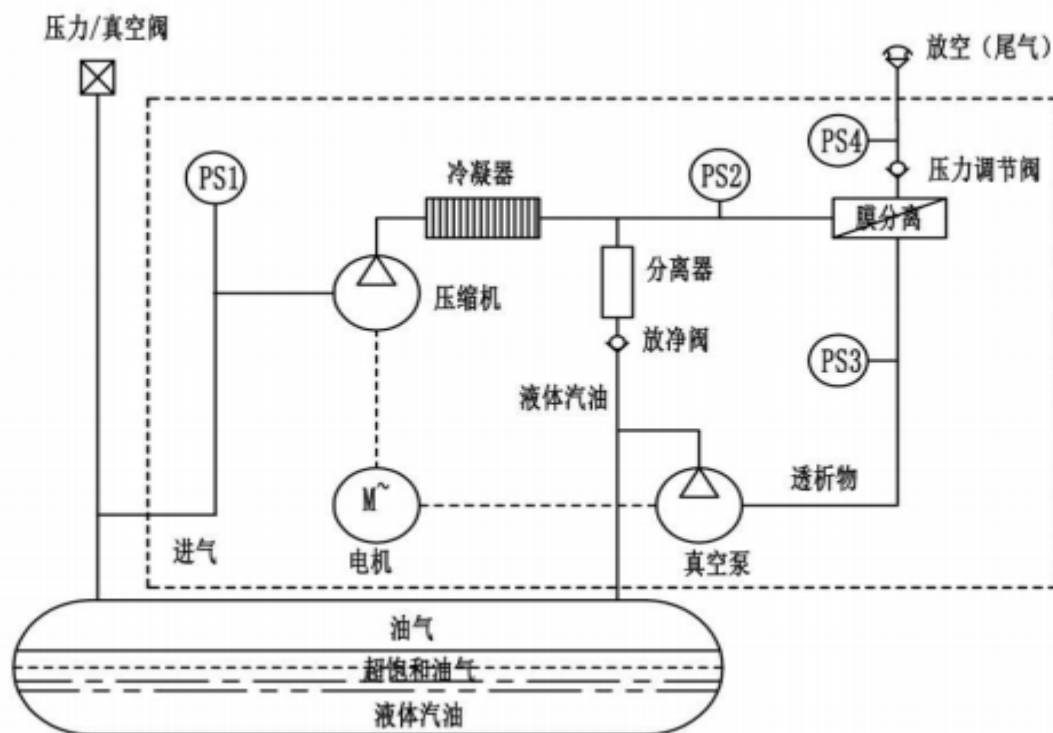 压力/真空阀
放空（尾气）
PS1
冷凝器
PS2
PS4
压力调节阀
膜分离
压缩机
分离器
放净阀
PS3
液体汽油
透析物
M~
进气
电机
真空泵
油气
超饱和油气
液体汽油